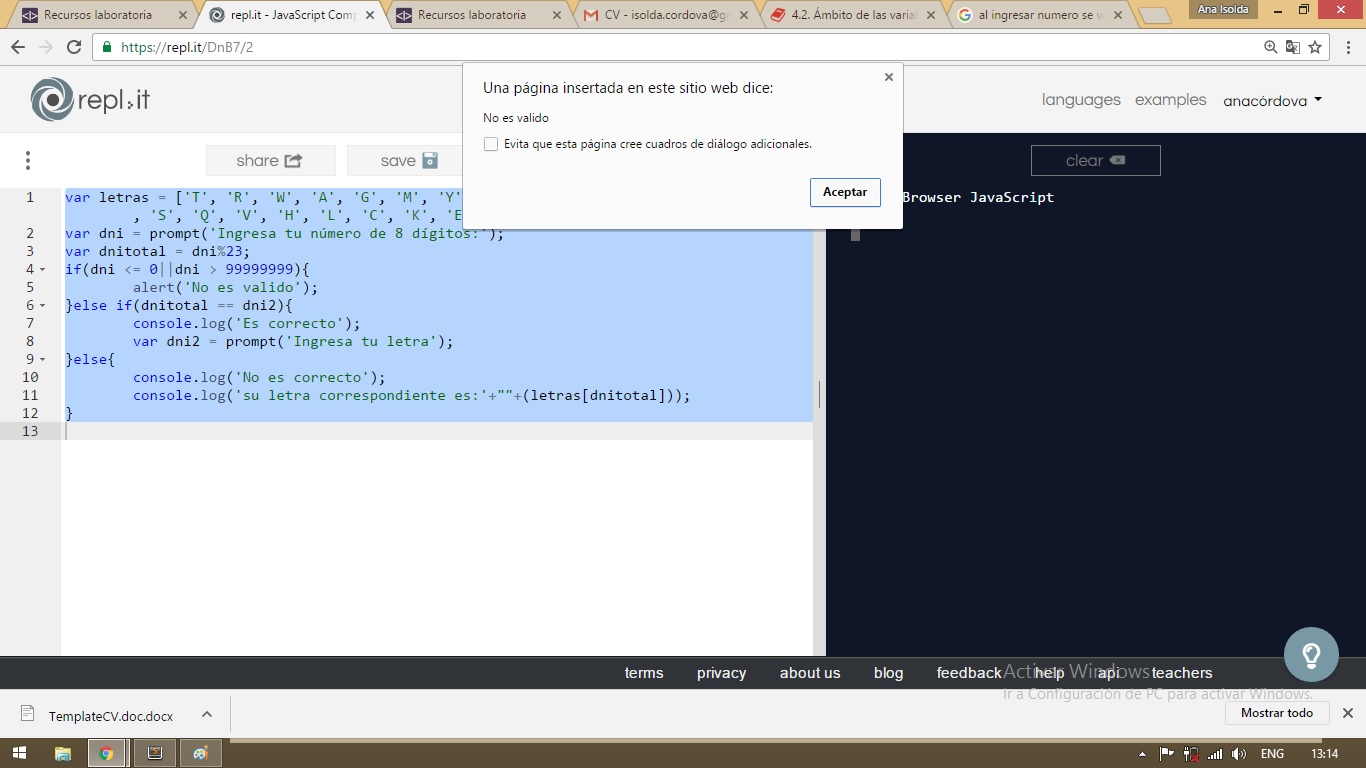 Recursos laboratoria
repl.it - JavaScript Comp
Recursos laboratoria
CV - isolda.cordova@g
4.2. Ámbito de las varia
al ingresar numero se v
Ana Isolda
https://repl.it/DnB7/2
repl.it
languages examples anacórdova
Una página insertada en este sitio web dice:
No es valido
Evita que esta página cree cuadros de diálogo adicionales.
Aceptar
share save clear
1 var letras = ['T', 'R', 'W', 'A', 'G', 'M', 'Y'
, 'S', 'Q', 'V', 'H', 'L', 'C', 'K', 'E
Browser JavaScript
2 var dni = prompt('Ingresa tu número de 8 dígitos:');
3 var dnitotal = dni%23;
4 if(dni <= 0||dni > 99999999){
5 alert('No es valido');
6 }else if(dnitotal == dni2){
7 console.log('Es correcto');
8 var dni2 = prompt('Ingresa tu letra');
9 }else{
10 console.log('No es correcto');
11 console.log('su letra correspondiente es:'+""+(letras[dnitotal]));
12 }
13
terms privacy about us blog feedback help api teachers
Activar Windows
Ir a Configuración de PC para activar Windows.
TemplateCV.doc.docx
Mostrar todo
ENG 13:14